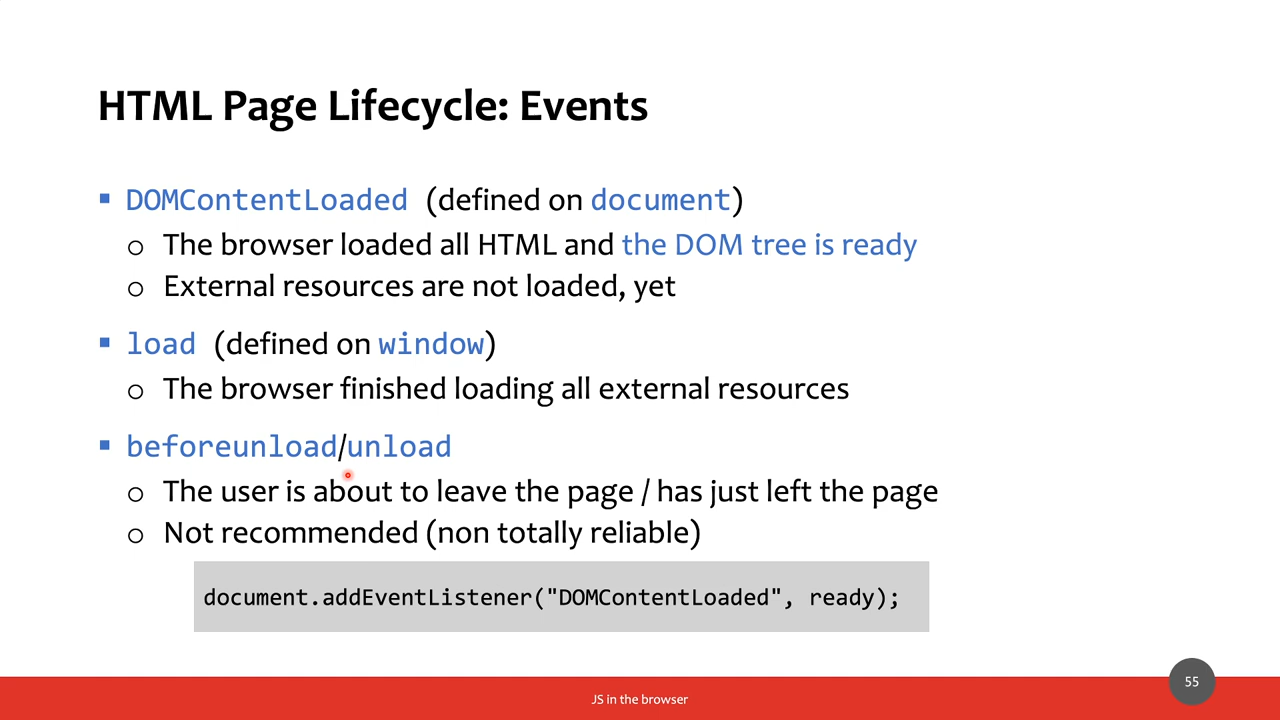 HTML Page Lifecycle: Events
▪ DOMContentLoaded (defined on document)
o The browser loaded all HTML and the DOM tree is ready
o External resources are not loaded, yet
▪ load (defined on window)
o The browser finished loading all external resources
▪ beforeunload/unload
o The user is about to leave the page / has just left the page
o Not recommended (non totally reliable)
document.addEventListener("DOMContentLoaded", ready);
55
JS in the browser